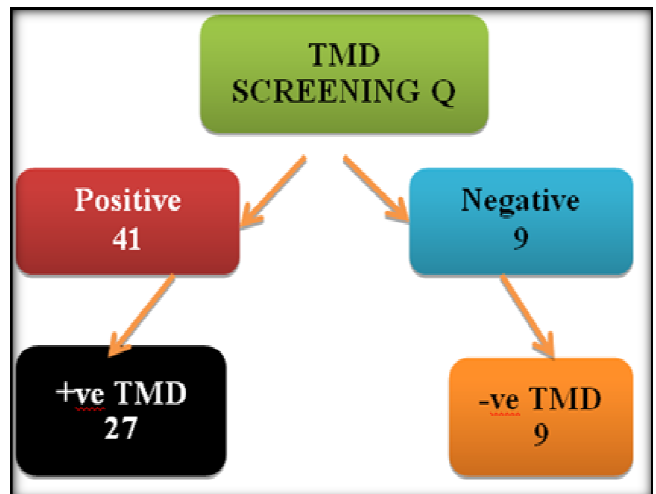 TMD
SCREENING Q
Positive
41
Negative
9
+ve TMD
27
-ve TMD
9